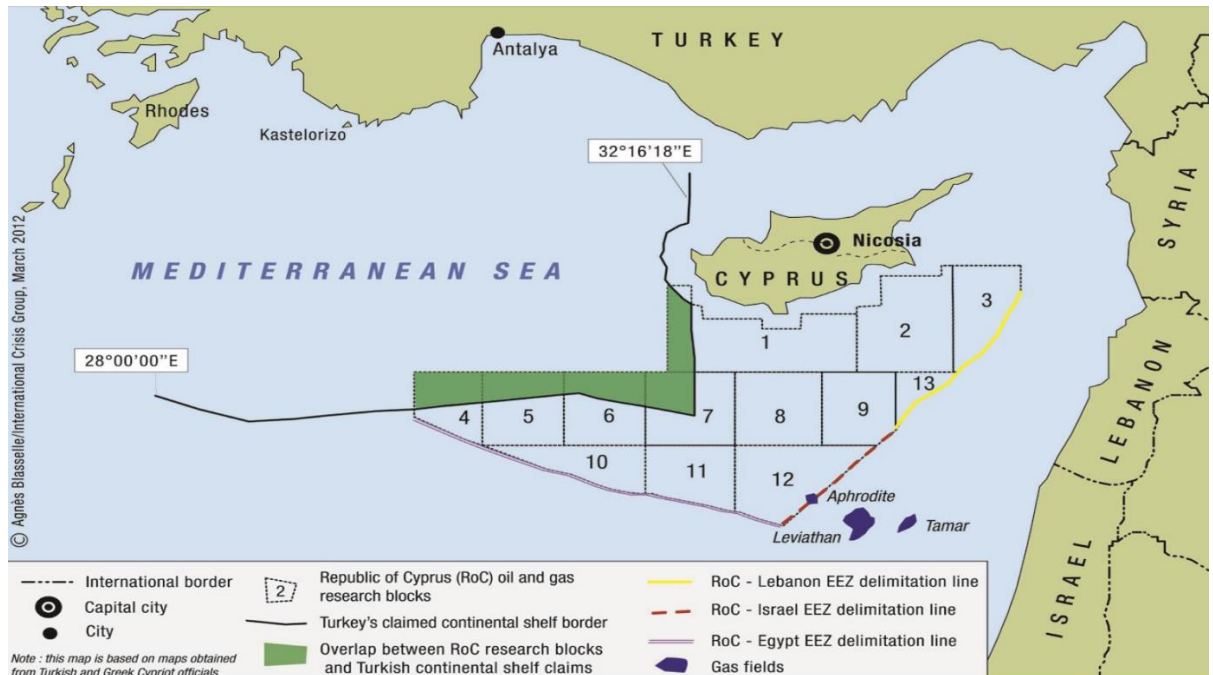 TURKEY
Antalya
Rhodes
Kastelorizo
32°16'18"E
SYRIA
Nicosia
CYPRUS
MEDITERRANEAN SEA
28°00'00"E
1
2
3
4
5
6
7
8
9
10
11
12
13
LEBANON
Aphrodite
Leviathan
Tamar
ISRAEL
© Agnès Blasselle/International Crisis Group, March 2012
International border
Capital city
City
Note : this map is based on maps obtained
from Turkish and Greek Cypriot officials
2
Republic of Cyprus (RoC) oil and gas
research blocks
Turkey's claimed continental shelf border
Overlap between RoC research blocks
and Turkish continental shelf claims
RoC - Lebanon EEZ delimitation line
RoC - Israel EEZ delimitation line
RoC - Egypt EEZ delimitation line
Gas fields